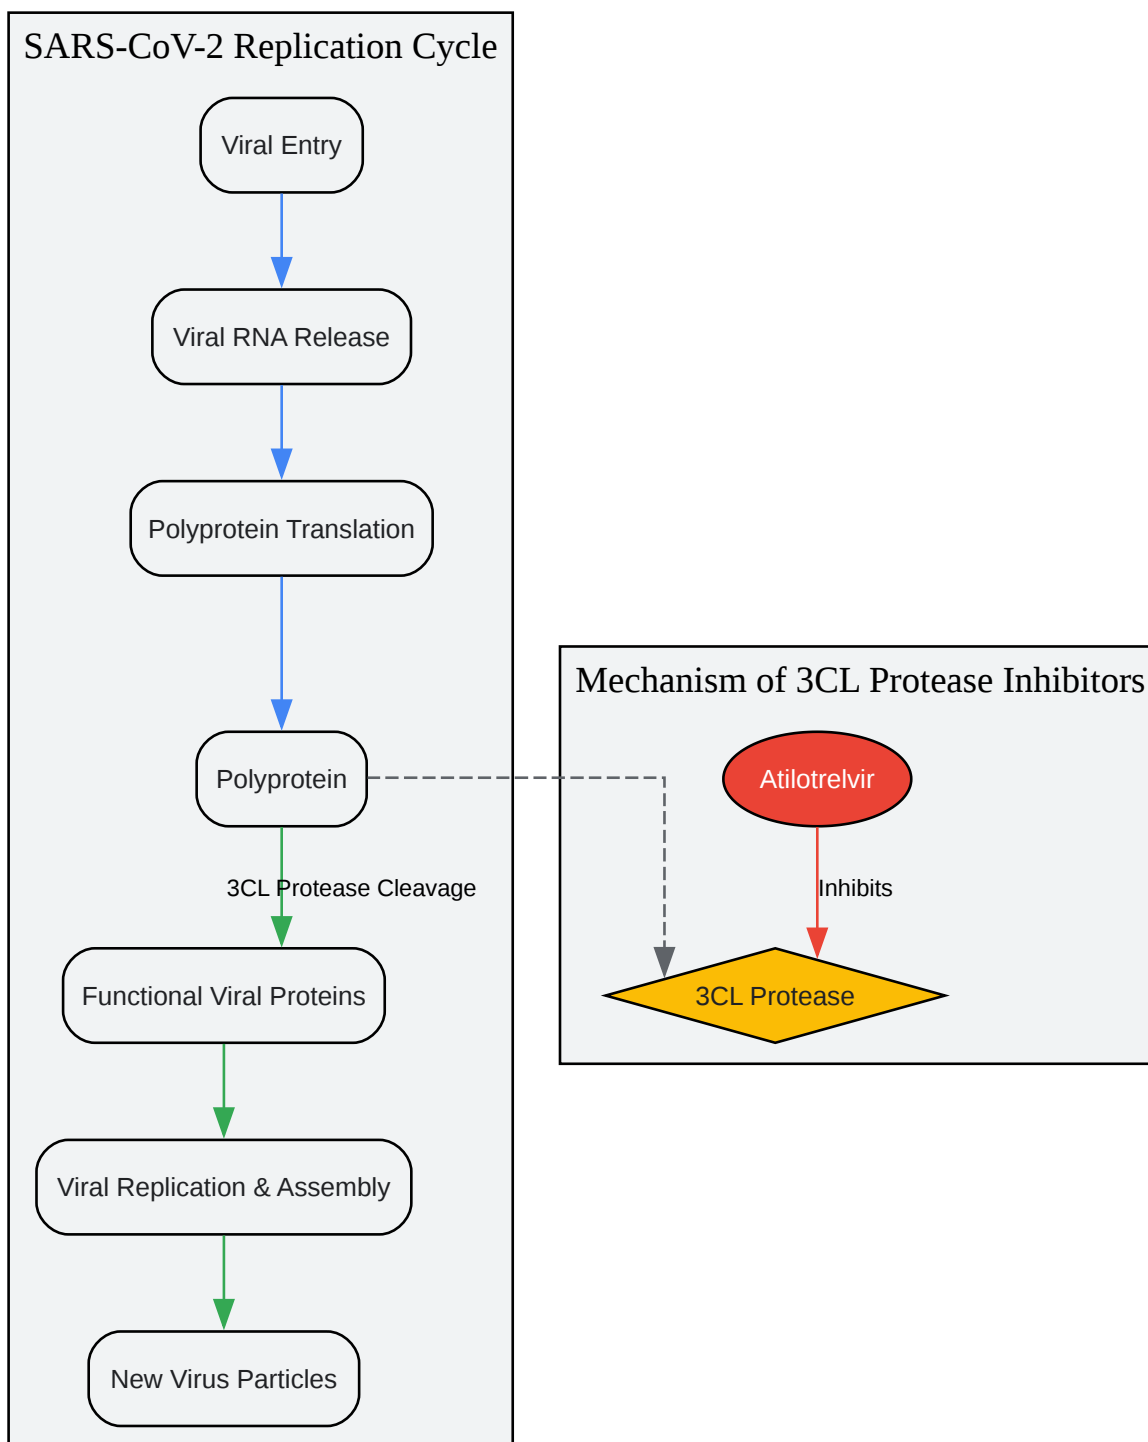 SARS-CoV-2 Replication Cycle
Viral Entry
Viral RNA Release
Polyprotein Translation
Polyprotein
3CL Protease Cleavage
Functional Viral Proteins
Viral Replication & Assembly
New Virus Particles
Mechanism of 3CL Protease Inhibitors
Atilotrelvir
Inhibits
3CL Protease